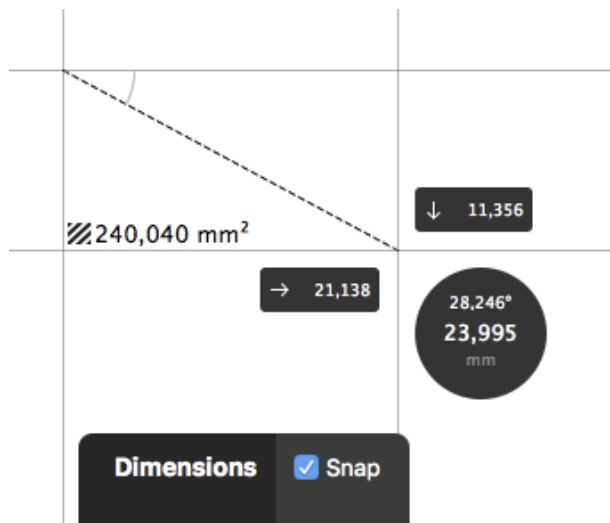 ↓ 11,356
240,040 mm²
→ 21,138
28,246°
23,995
mm
Dimensions
Snap